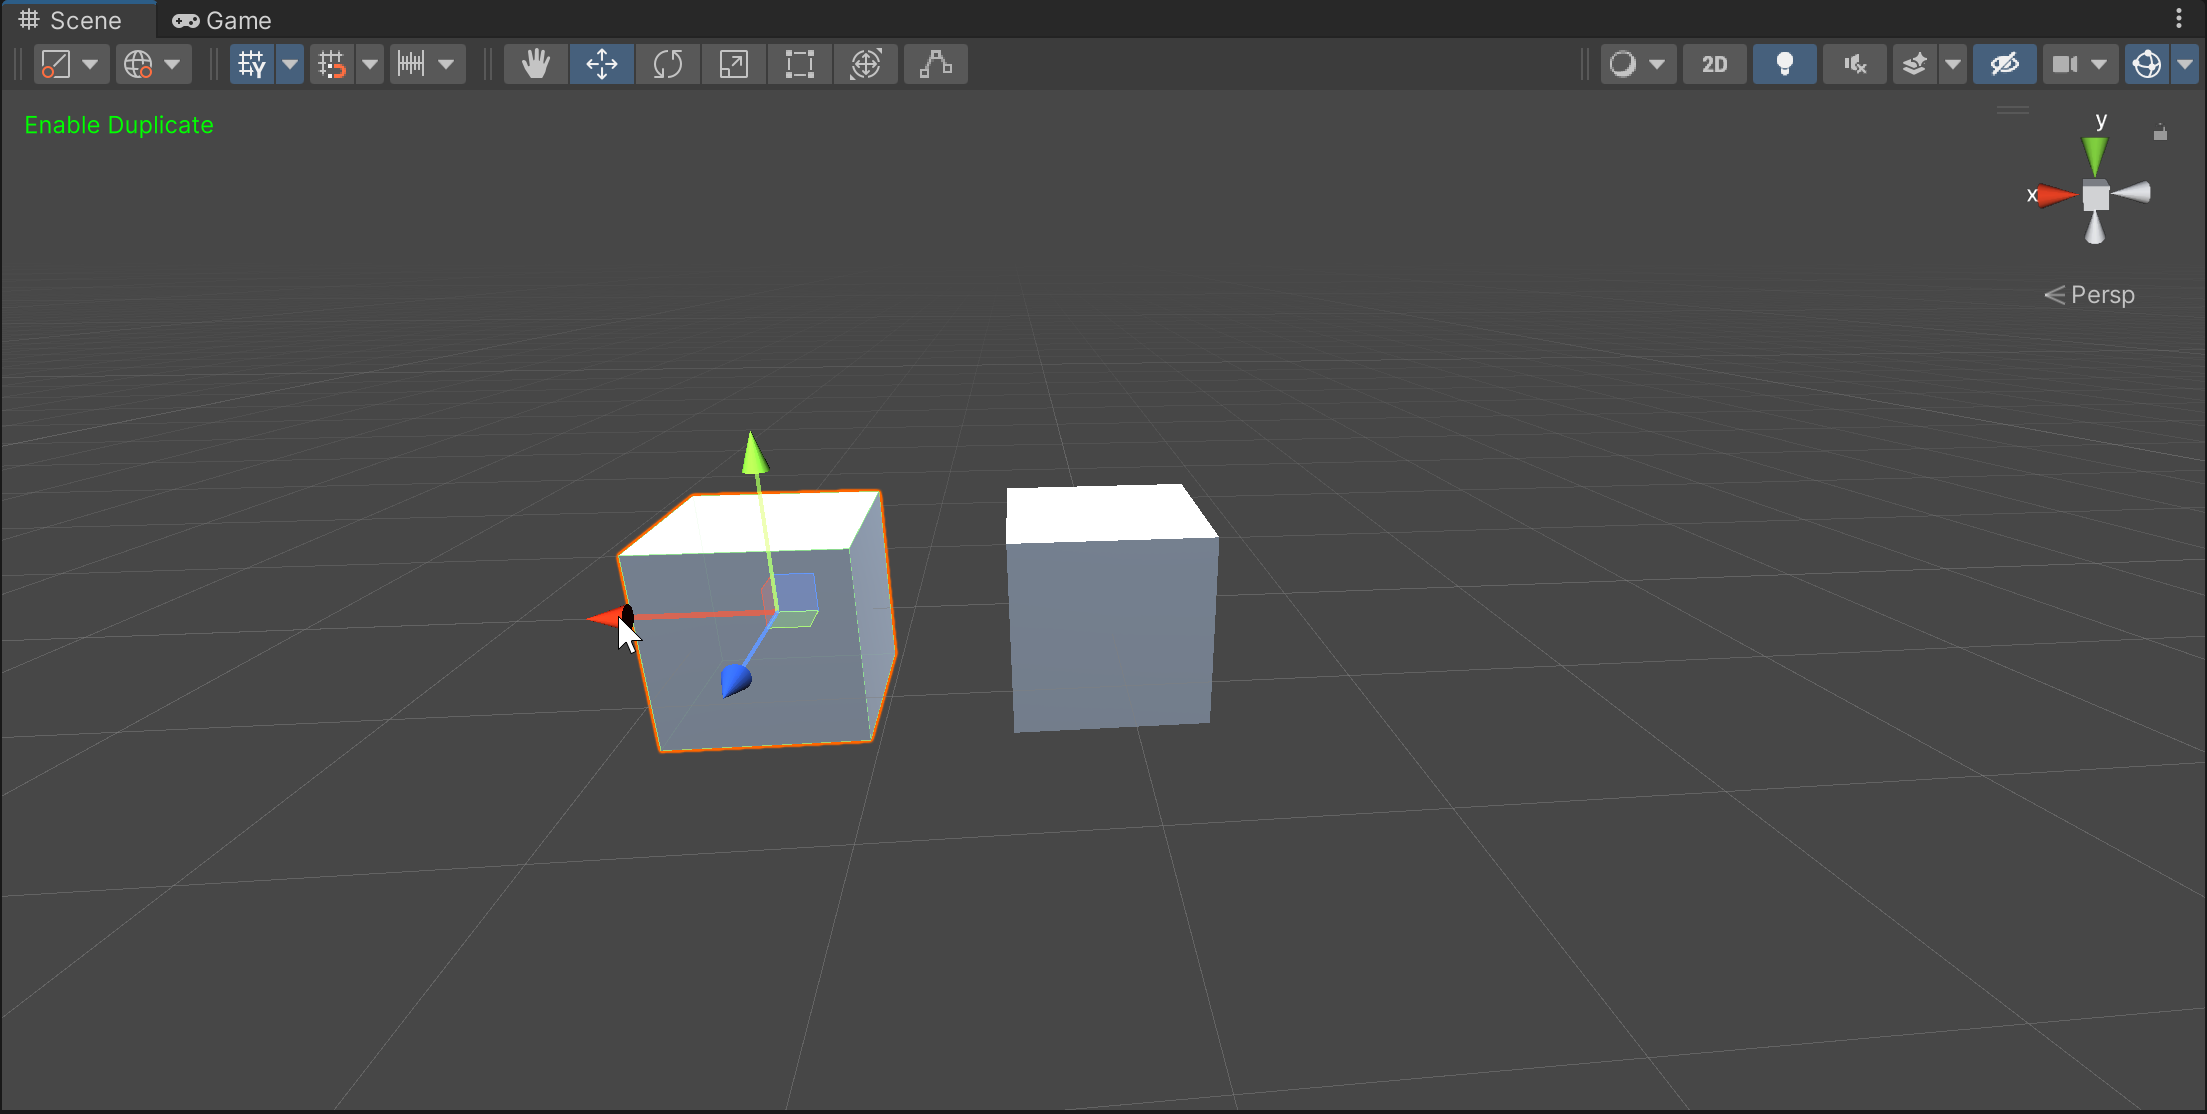 Scene
Game
2D
Enable Duplicate
y
x
Persp